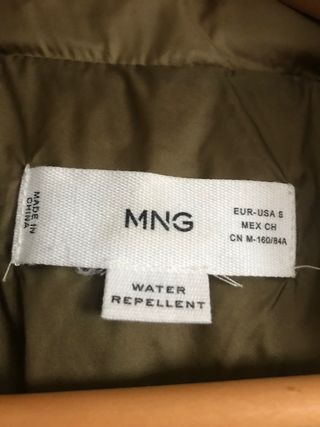 MADE IN
CHINA
MNG
EUR-USA S
MEX CH
CN M-160/84A
WATER
REPELLENT